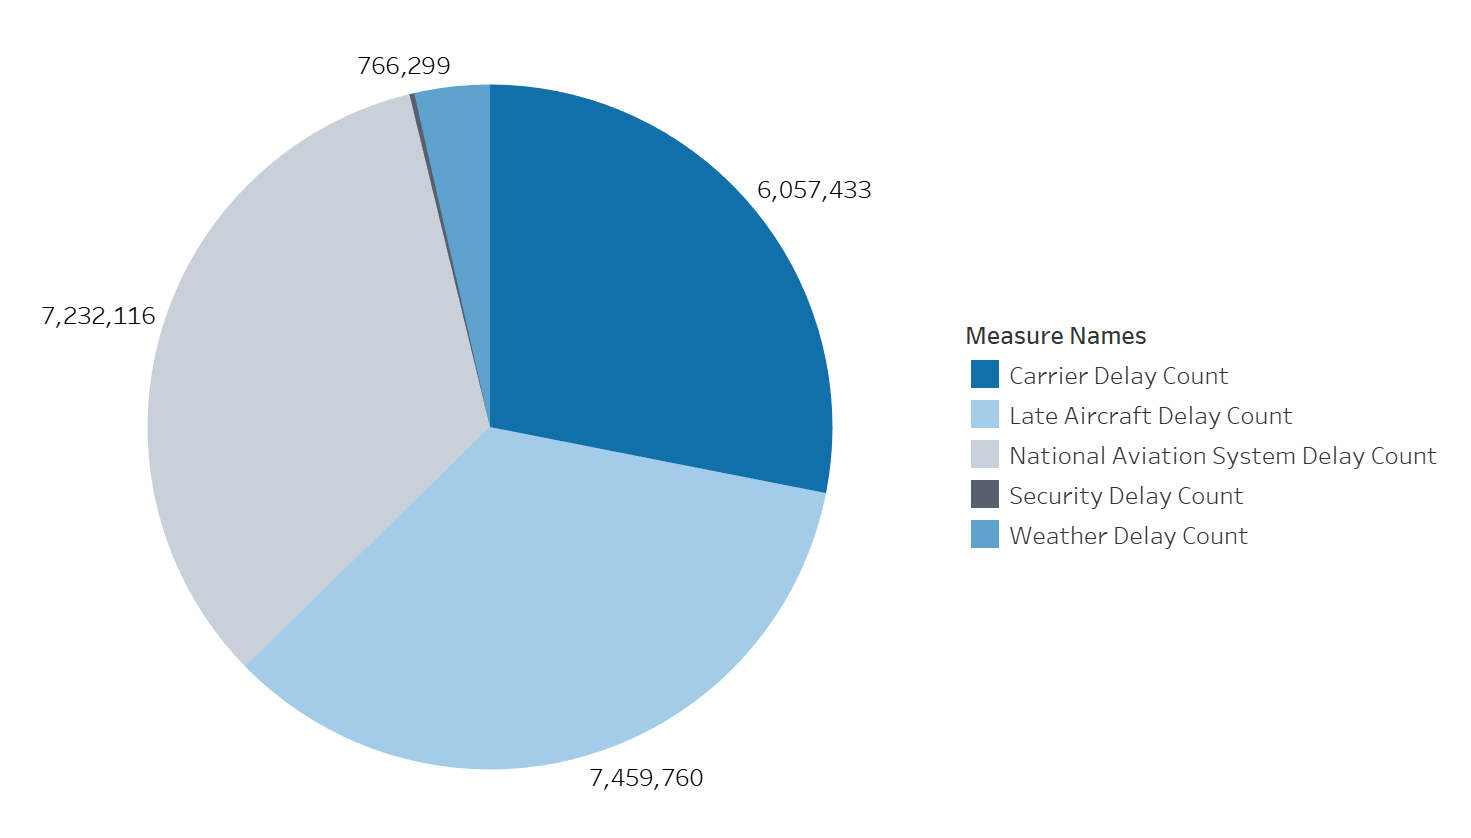 766,299
6,057,433
7,232,116
7,459,760
Measure Names
Carrier Delay Count
Late Aircraft Delay Count
National Aviation System Delay Count
Security Delay Count
Weather Delay Count